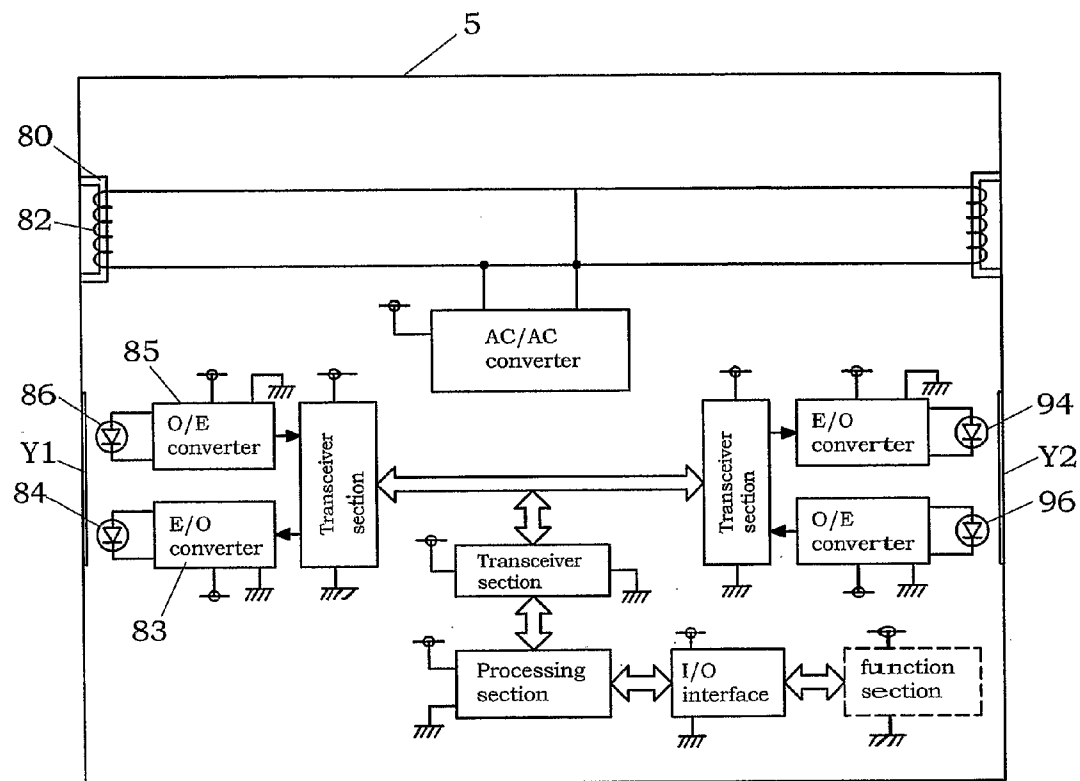 5
80
82
AC/AC
converter
85
86
O/E
converter
Y1
84
E/O
converter
83
Transceiver
section
Transceiver
section
E/O
converter
94
Y2
O/E
converter
96
Transceiver
section
Processing
section
I/O
interface
function
section